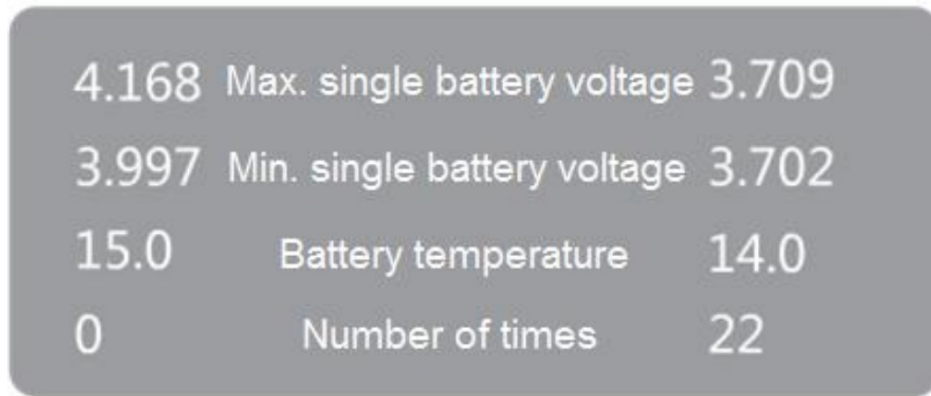 4.168 Max. single battery voltage 3.709
3.997 Min. single battery voltage 3.702
15.0 Battery temperature 14.0
0 Number of times 22